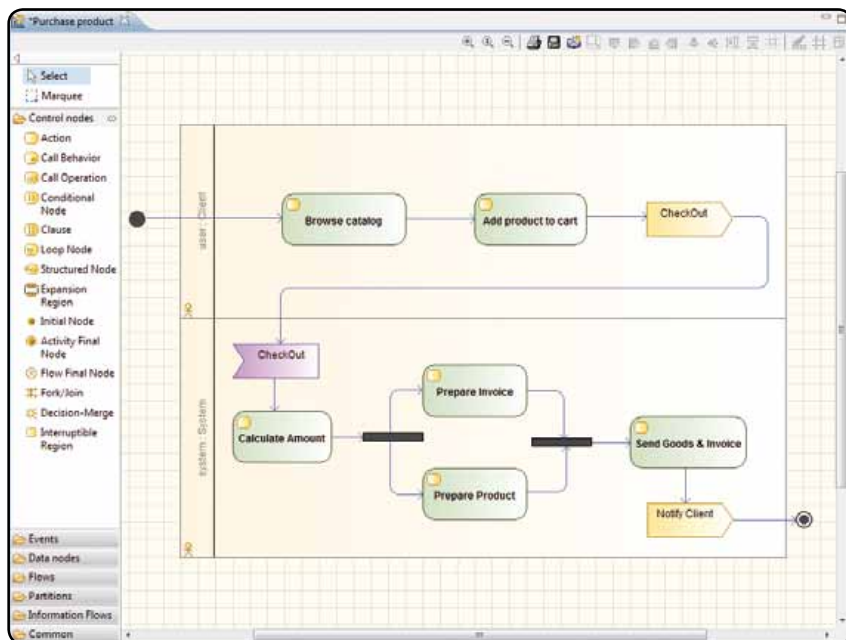 *Purchase product
Select
Marquee
Control nodes
Action
Call Behavior
Call Operation
Conditional
Node
Clause
Loop Node
Structured Node
Expansion
Region
Initial Node
Activity Final
Node
Flow Final Node
Fork/Join
Decision-Merge
Interruptible
Region
Events
Data nodes
Flows
Partitions
Information Flows
Common
user : Client
Browse catalog
Add product to cart
CheckOut
system : System
CheckOut
Calculate Amount
Prepare Invoice
Prepare Product
Send Goods & Invoice
Notify Client